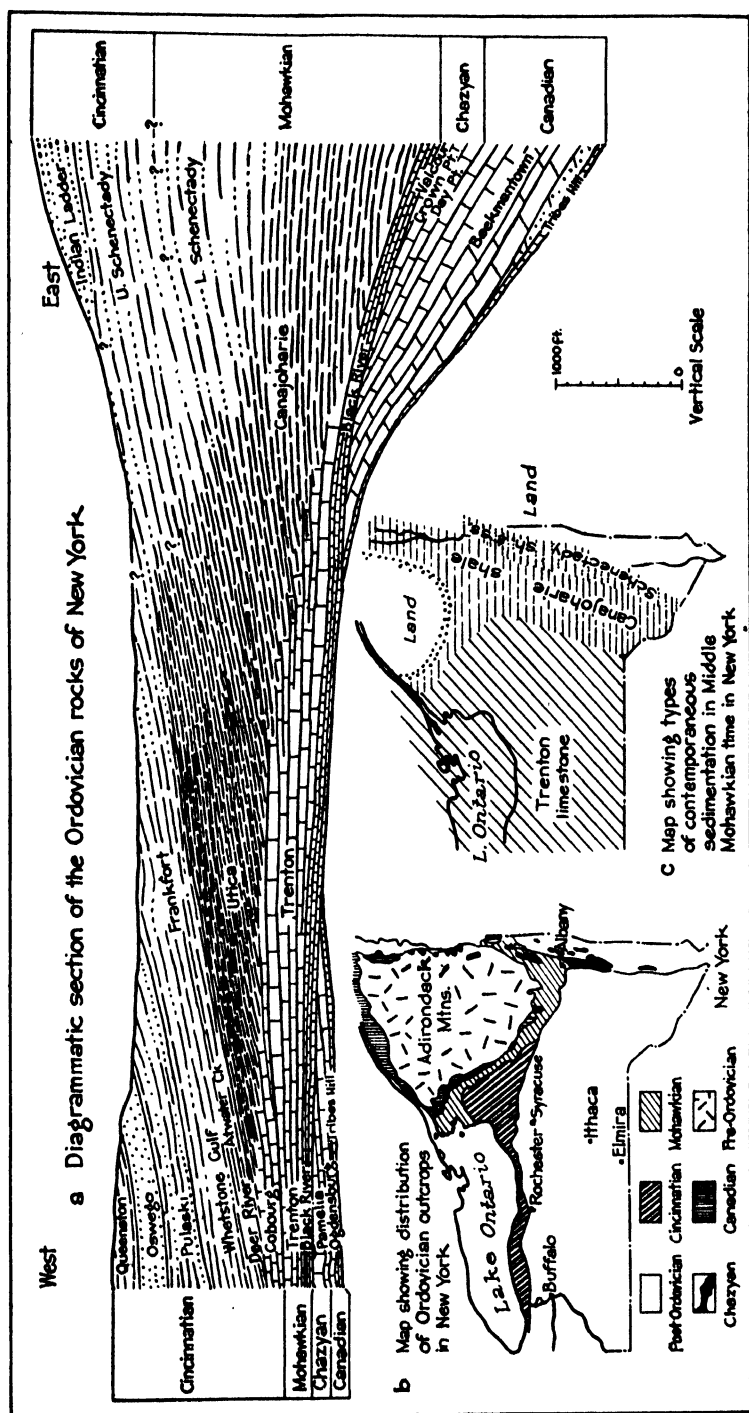 a Diagrammatic section of the Ordovician rocks of New York
West
East
Cincinnatian
Mohawkian
Chazyan
Canadian
Queenston
Oswego
Pulaski
Whetstone Gulf
Atwater Ck
Deer River
Cobourg
Trenton
Black River
Pamelia
Ogdensburg
Tribes Hill
Frankfort
Utica
Trenton
?
?
?
?
?
?
Indian Ladder
U. Schenectady
L. Schenectady
Canajoharie
Black River
Valcour
Crown Pt.
Day Pt.
Beekmantown
Tribes Hill
Cincinnatian
Mohawkian
Chazyan
Canadian
1000 Ft.
0
Vertical Scale
b Map showing distribution
of Ordovician outcrops
in New York
Lake Ontario
Adirondack
Mtns
Buffalo
Rochester
Syracuse
Albany
Ithaca
Elmira
New York
Post-Ordovician
Cincinnatian
Mohawkian
Chazyan
Canadian
Pre-Ordovician
c Map showing types
of contemporaneous
sedimentation in Middle
Mohawkian time in New York
L. Ontario
Land
Land
Trenton
limestone
Canajoharie shale
Schenectady